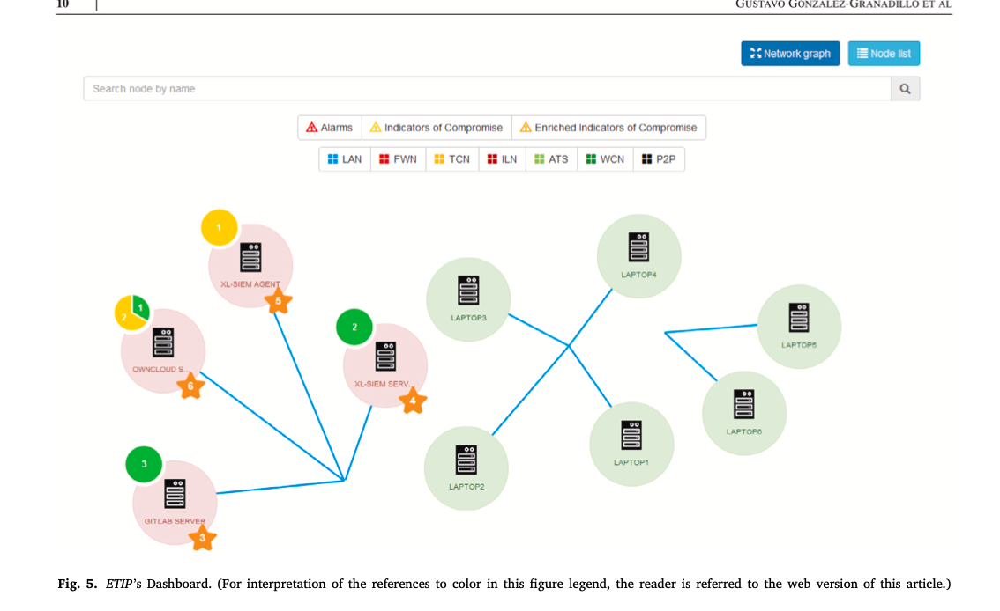 10 GUSTAVO GONZALEZ-GRANADILLO ET AL
Network graph Node list
Search node by name
Alarms Indicators of Compromise Enriched Indicators of Compromise
LAN FWN TCN ILN ATS WCN P2P
1
XL-SIEM AGENT
5
2 1
OWNCLOUD S...
6
2
XL-SIEM SERV...
4
3
GITLAB SERVER
3
LAPTOP3
LAPTOP4
LAPTOP2
LAPTOP1
LAPTOP5
LAPTOP6
Fig. 5. ETIP's Dashboard. (For interpretation of the references to color in this figure legend, the reader is referred to the web version of this article.)